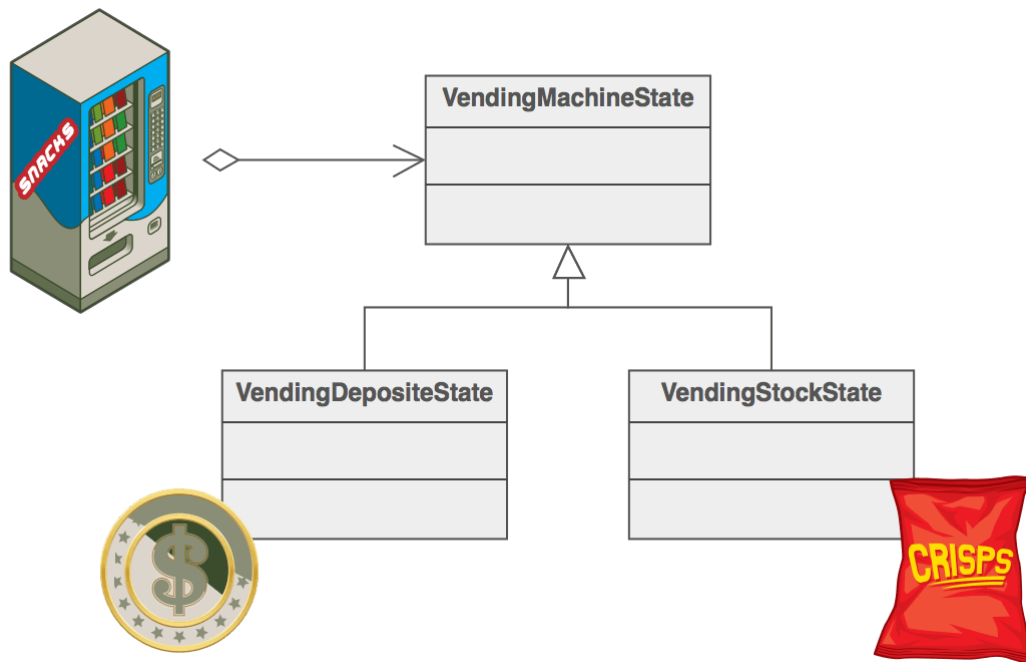 SNACKS
VendingMachineState
VendingDepositeState
VendingStockState
$
CRISPS